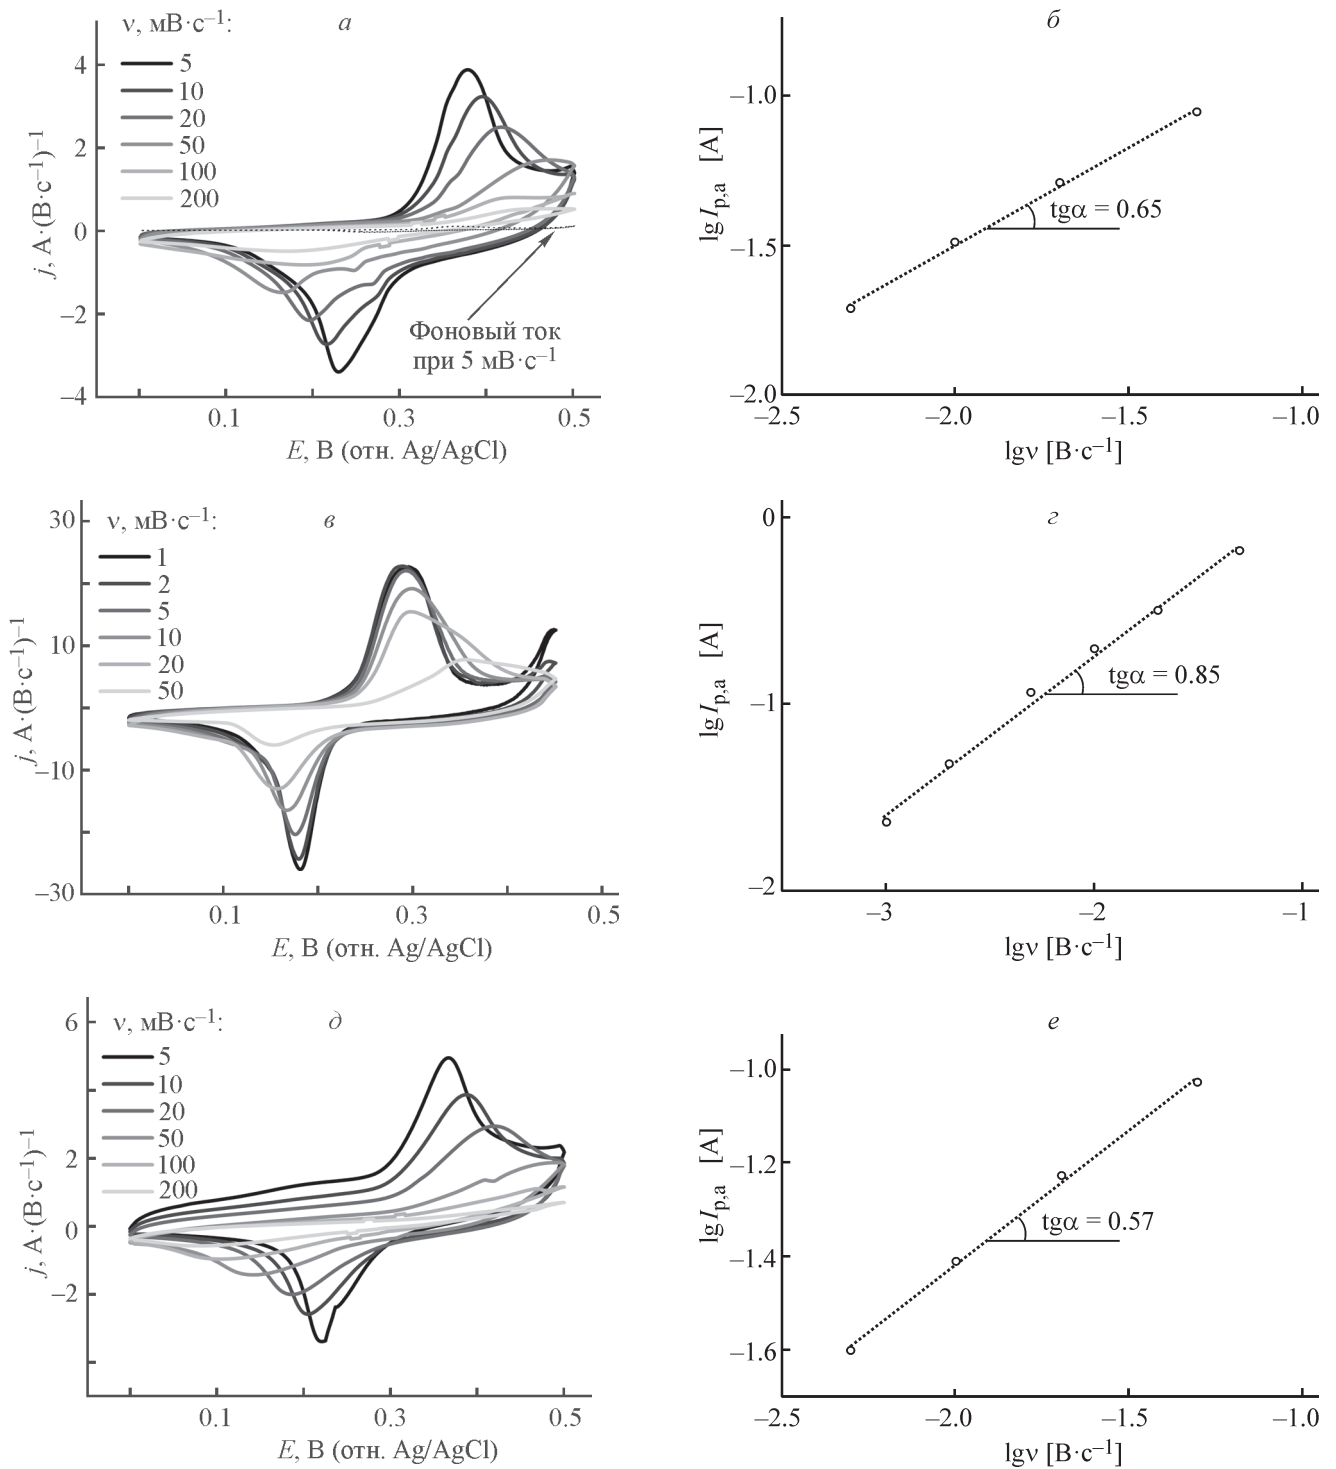 ν, мВ·с–1:
а
5
10
20
50
100
200
4
2
0
–2
–4
j, А·(В·с–1)–1
Фоновый ток
при 5 мВ·с–1
0.1
0.3
0.5
E, В (отн. Ag/AgCl)
б
–1.0
–1.5
–2.0
lg Ip,a [A]
tgα = 0.65
–2.5
–2.0
–1.5
–1.0
lgν [В·с–1]
ν, мВ·с–1:
в
1
2
5
10
20
50
30
10
–10
–30
j, А·(В·с–1)–1
0.1
0.3
0.5
E, В (отн. Ag/AgCl)
г
0
–1
–2
lg Ip,a [A]
tgα = 0.85
–3
–2
–1
lgν [В·с–1]
ν, мВ·с–1:
д
5
10
20
50
100
200
6
2
0
–2
j, А·(В·с–1)–1
0.1
0.3
0.5
E, В (отн. Ag/AgCl)
е
–1.0
–1.2
–1.4
–1.6
lg Ip,a [A]
tgα = 0.57
–2.5
–2.0
–1.5
–1.0
lgν [В·с–1]